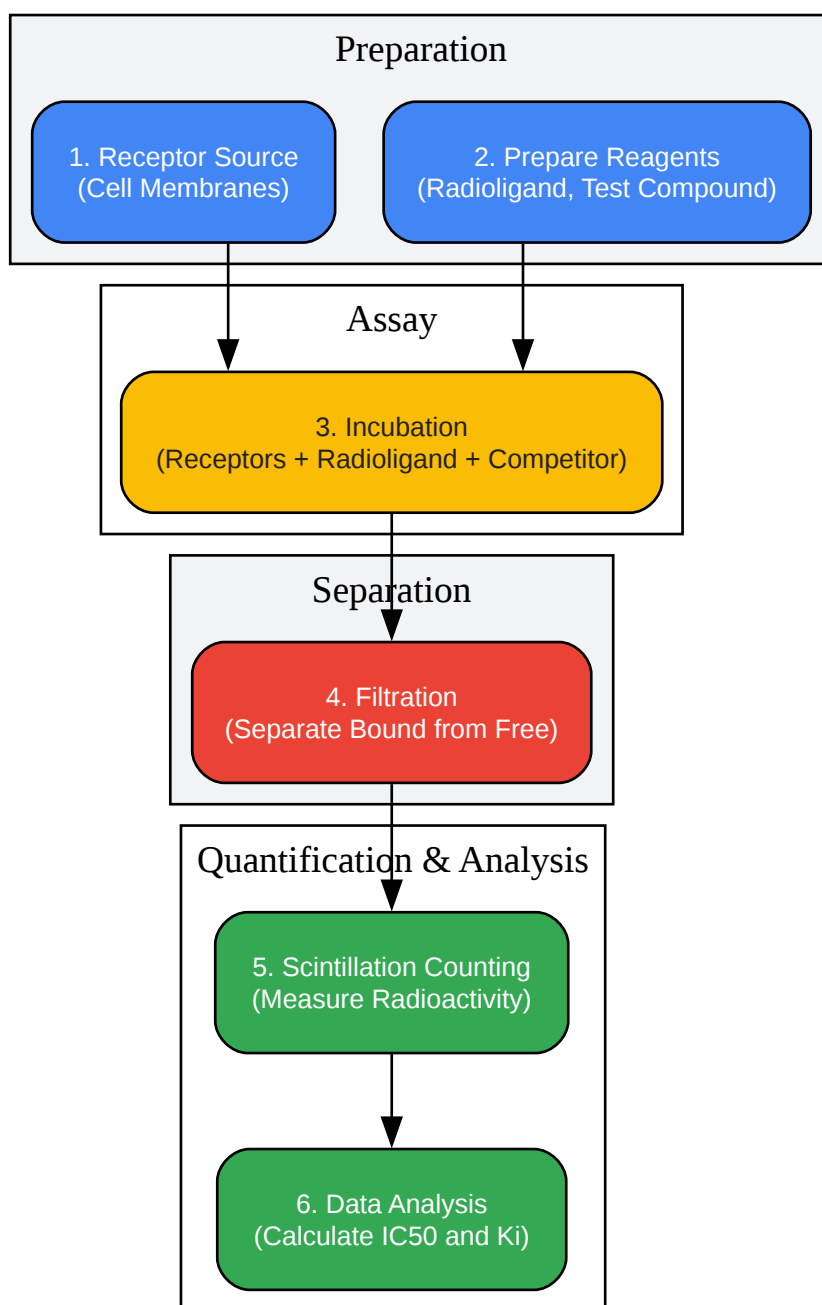 Preparation
1. Receptor Source
(Cell Membranes)
2. Prepare Reagents
(Radioligand, Test Compound)
Assay
3. Incubation
(Receptors + Radioligand + Competitor)
Separation
4. Filtration
(Separate Bound from Free)
Quantification & Analysis
5. Scintillation Counting
(Measure Radioactivity)
6. Data Analysis
(Calculate IC50 and Ki)